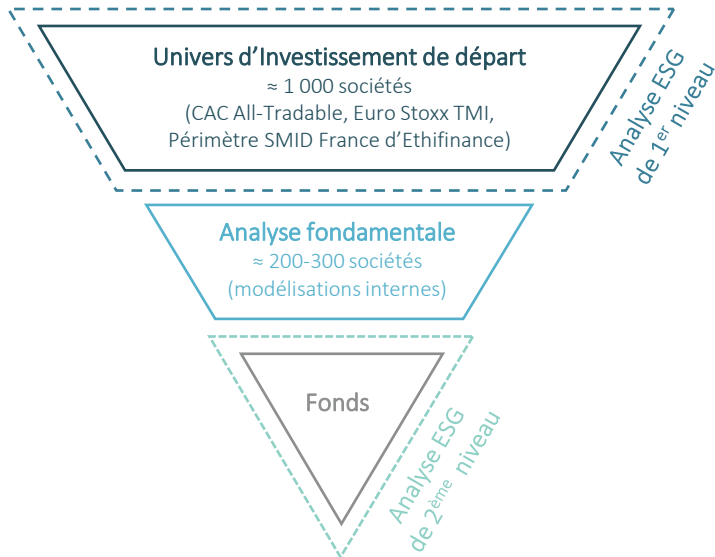 Univers d’Investissement de départ
≈ 1 000 sociétés
(CAC All-Tradable, Euro Stoxx TMI,
Périmètre SMID France d’Ethifinance)
Analyse ESG
de 1er niveau
Analyse fondamentale
≈ 200-300 sociétés
(modélisations internes)
Fonds
Analyse ESG
de 2ème niveau